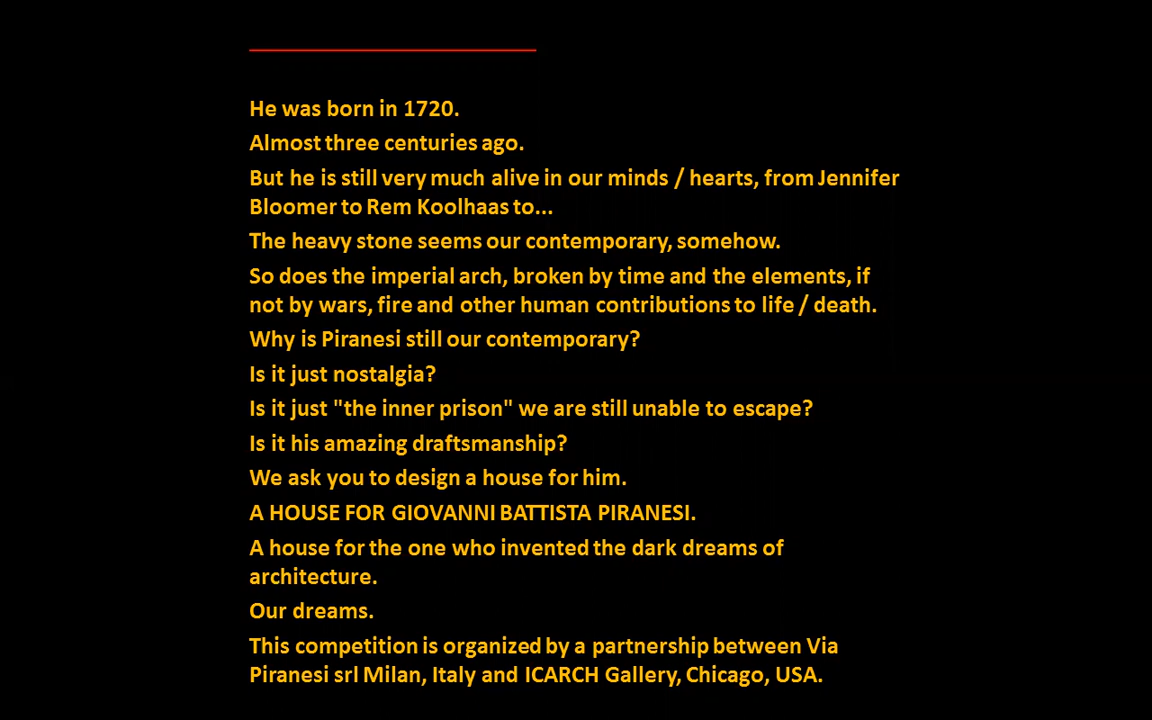 He was born in 1720.
Almost three centuries ago.
But he is still very much alive in our minds / hearts, from Jennifer
Bloomer to Rem Koolhaas to...
The heavy stone seems our contemporary, somehow.
So does the imperial arch, broken by time and the elements, if
not by wars, fire and other human contributions to life / death.
Why is Piranesi still our contemporary?
Is it just nostalgia?
Is it just "the inner prison" we are still unable to escape?
Is it his amazing draftsmanship?
We ask you to design a house for him.
A HOUSE FOR GIOVANNI BATTISTA PIRANESI.
A house for the one who invented the dark dreams of
architecture.
Our dreams.
This competition is organized by a partnership between Via
Piranesi srl Milan, Italy and ICARCH Gallery, Chicago, USA.